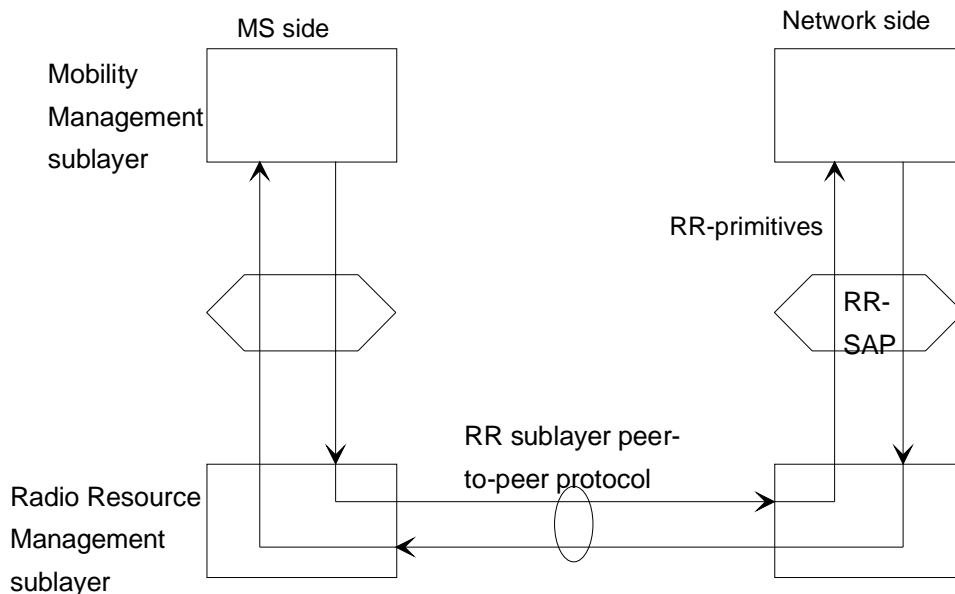 MS side
Network side
Mobility
Management
sublayer
RR-primitives
RR-
SAP
RR sublayer peer-
to-peer protocol
Radio Resource
Management
sublayer